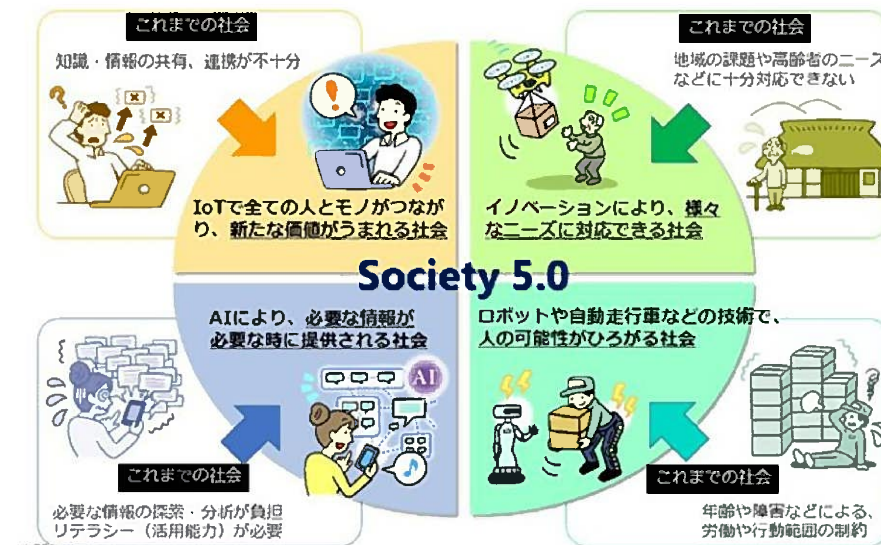 これまでの社会
知識・情報の共有、連携が不十分
IoTで全ての人とモノがつなが
り、新たな価値がうまれる社会
これまでの社会
地域の課題や高齢者のニーズ
などに十分対応できない
イノベーションにより、様々
なニーズに対応できる社会
Society 5.0
AIにより、必要な情報が
必要な時に提供される社会
AI
これまでの社会
必要な情報の探索・分析が負担
リテラシー（活用能力）が必要
ロボットや自動走行車などの技術で、
人の可能性がひろがる社会
これまでの社会
年齢や障害などによる、
労働や行動範囲の制約